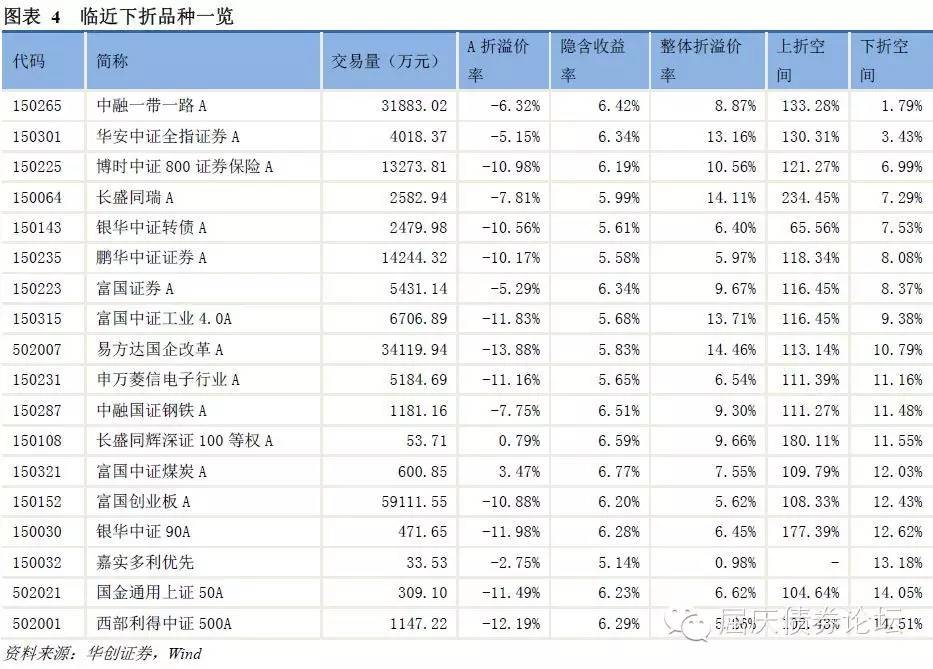 图表 4 临近下折品种一览
代码 简称 交易量（万元） A 折溢价率 隐含收益率 整体折溢价率 上折空间 下折空间
150265 中融一带一路 A 31883.02 -6.32% 6.42% 8.87% 133.28% 1.79%
150301 华安中证全指证券 A 4018.37 -5.15% 6.34% 13.16% 130.31% 3.43%
150225 博时中证 800 证券保险 A 13273.81 -10.98% 6.19% 10.56% 121.27% 6.99%
150064 长盛同瑞 A 2582.94 -7.81% 5.99% 14.11% 234.45% 7.29%
150143 银华中证转债 A 2479.98 -10.56% 5.61% 6.40% 65.56% 7.53%
150235 鹏华中证证券 A 14244.32 -10.17% 5.58% 5.97% 118.34% 8.08%
150223 富国证券 A 5431.14 -5.29% 6.34% 9.67% 116.45% 8.37%
150315 富国中证工业 4.0A 6706.89 -11.83% 5.68% 13.71% 116.45% 9.38%
502007 易方达国企改革 A 34119.94 -13.88% 5.83% 14.46% 113.14% 10.79%
150231 申万菱信电子行业 A 5184.69 -11.16% 5.65% 6.54% 111.39% 11.16%
150287 中融国证钢铁 A 1181.16 -7.75% 6.51% 9.30% 111.27% 11.48%
150108 长盛同辉深证 100 等权 A 53.71 0.79% 6.59% 9.66% 180.11% 11.55%
150321 富国中证煤炭 A 600.85 3.47% 6.77% 7.55% 109.79% 12.03%
150152 富国创业板 A 59111.55 -10.88% 6.20% 5.62% 108.33% 12.43%
150030 银华中证 90A 471.65 -11.98% 6.28% 6.45% 177.39% 12.62%
150032 嘉实多利优先 33.53 -2.75% 5.14% 0.98% - 13.18%
502021 国金通用上证 50A 309.10 -11.49% 6.23% 6.62% 104.64% 14.05%
502001 西部利得中证 500A 1147.22 -12.19% 6.29%
屈庆债券论坛
资料来源：华创证券，Wind